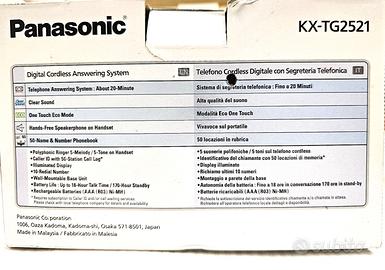 Panasonic
KX-TG2521
Digital Cordless Answering System
EN
Telefono Cordless Digitale con Segreteria Telefonica
IT
Telephone Answering System : About 20-Minute
Sistema di segreteria telefonica : Fino a 20 Minuti
Clear Sound
Alta qualità del suono
One Touch Eco Mode
Modalità Eco One Touch
Hands-Free Speakerphone on Handset
Vivavoce sul portatile
50-Name & Number Phonebook
50 locazioni in rubrica
• Polyphonic Ringer 5-Melody / 5-Tone on Handset
• Caller ID with 50-Station Call Log*
• Illuminated Display
• 10 Redial Number
• Wall-Mountable Base Unit
• Battery Life : Up to 18-Hour Talk Time / 170-Hour Standby
• Rechargeable Batteries (AAA (R03) Ni-MH)
• 5 suonerie polifoniche / 5 toni sul telefono cordless
• Identificativo del chiamante con 50 locazioni di memoria*
• Display illuminato
• Richiamo ultimi 10 numeri
• Montaggio a parete della base
• Autonomia della batteria : Fino a 18 ore in conversazione 170 ore in stand-by
• Batterie ricaricabili (AAA (R03) Ni-MH)
Panasonic Corporation
1006, Oaza Kadoma, Kadoma-shi, Osaka 571-8501, Japan
Made in Malaysia / Fabbricato in Malesia
subito